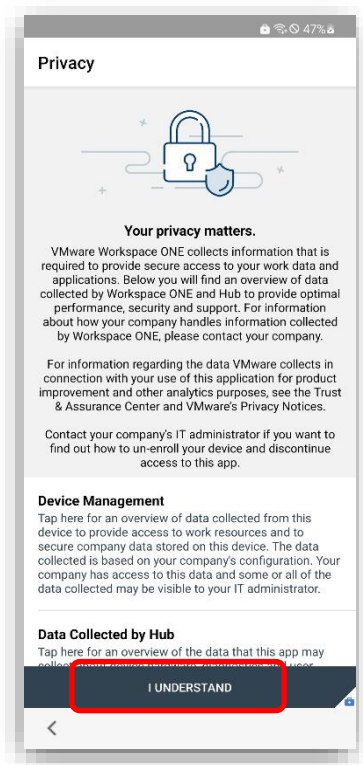 47%
Privacy
Your privacy matters.
VMware Workspace ONE collects information that is
required to provide secure access to your work data and
applications. Below you will find an overview of data
collected by Workspace ONE and Hub to provide optimal
performance, security and support. For information
about how your company handles information collected
by Workspace ONE, please contact your company.
For information regarding the data VMware collects in
connection with your use of this application for product
improvement and other analytics purposes, see the Trust
& Assurance Center and VMware's Privacy Notices.
Contact your company's IT administrator if you want to
find out how to un-enroll your device and discontinue
access to this app.
Device Management
Tap here for an overview of data collected from this
device to provide access to work resources and to
secure company data stored on this device. The data
collected is based on your company's configuration. Your
company has access to this data and some or all of the
data collected may be visible to your IT administrator.
Data Collected by Hub
Tap here for an overview of the data that this app may
I UNDERSTAND